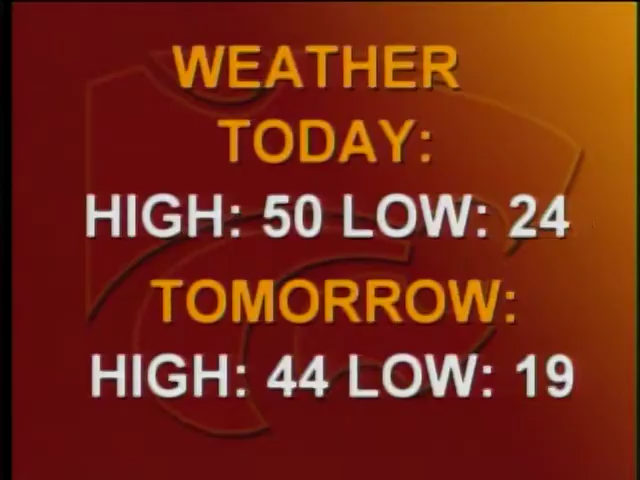 WEATHER
TODAY:
HIGH: 50 LOW: 24
TOMORROW:
HIGH: 44 LOW: 19